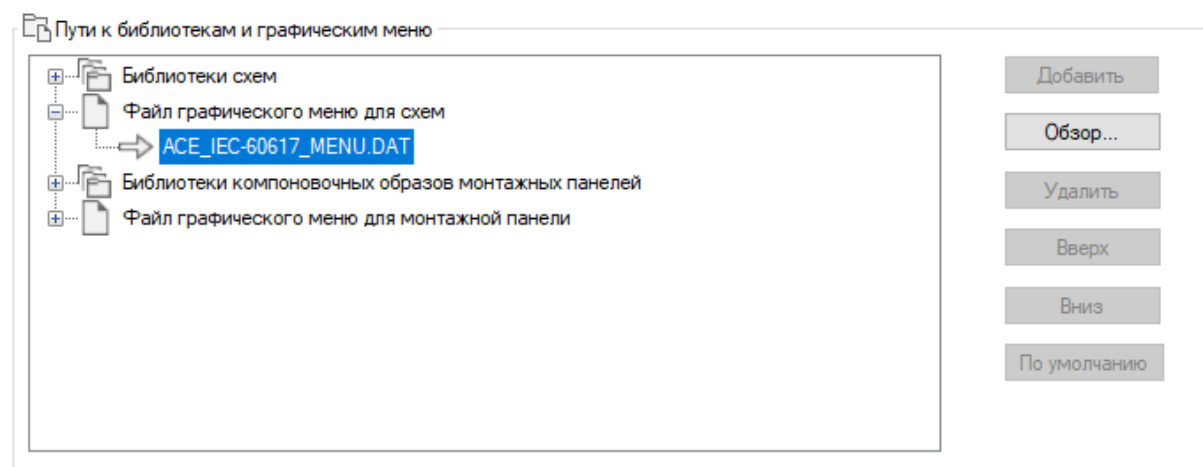 Пути к библиотекам и графическим меню
Библиотеки схем
Файл графического меню для схем
ACE_IEC-60617_MENU.DAT
Библиотеки компоновочных образов монтажных панелей
Файл графического меню для монтажной панели
Добавить
Обзор...
Удалить
Вверх
Вниз
По умолчанию